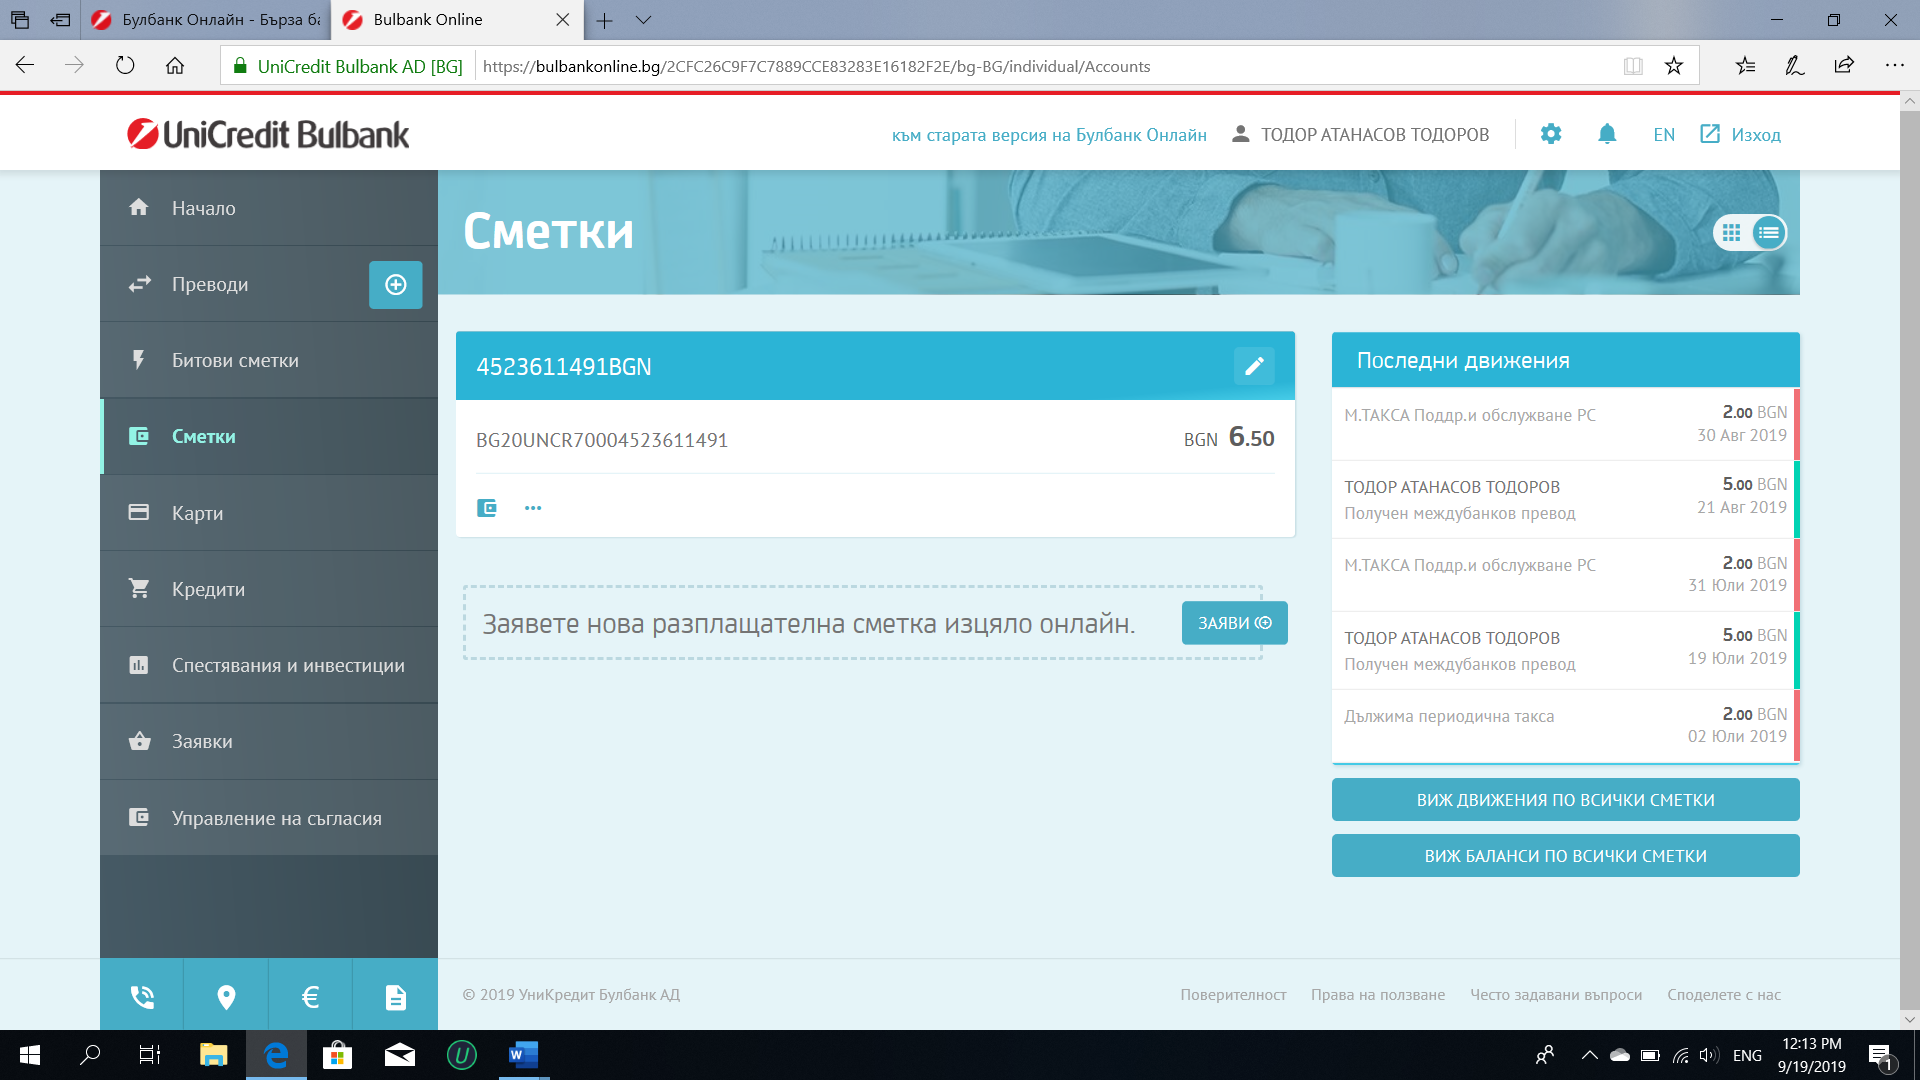 Булбанк Онлайн - Бърза ба
Bulbank Online
UniCredit Bulbank AD [BG]
https://bulbankonline.bg/2CFC26C9F7C7889CCE83283E16182F2E/bg-BG/individual/Accounts
UniCredit Bulbank
към старата версия на Булбанк Онлайн
ТОДОР АТАНАСОВ ТОДОРОВ
EN
Изход
Начало
Преводи
Битови сметки
Сметки
Карти
Кредити
Спестявания и инвестиции
Заявки
Управление на съгласия
Сметки
4523611491BGN
BG20UNCR70004523611491
BGN 6.50
Заявете нова разплащателна сметка изцяло онлайн.
ЗАЯВИ
Последни движения
М.ТАКСА Поддр.и обслужване РС
2.00 BGN
30 Авг 2019
ТОДОР АТАНАСОВ ТОДОРОВ
5.00 BGN
Получен междубанков превод
21 Авг 2019
М.ТАКСА Поддр.и обслужване РС
2.00 BGN
31 Юли 2019
ТОДОР АТАНАСОВ ТОДОРОВ
5.00 BGN
Получен междубанков превод
19 Юли 2019
Дължима периодична такса
2.00 BGN
02 Юли 2019
ВИЖ ДВИЖЕНИЯ ПО ВСИЧКИ СМЕТКИ
ВИЖ БАЛАНСИ ПО ВСИЧКИ СМЕТКИ
© 2019 УниКредит Булбанк АД
Поверителност
Права на ползване
Често задавани въпроси
Споделете с нас
ENG
12:13 PM
9/19/2019
1